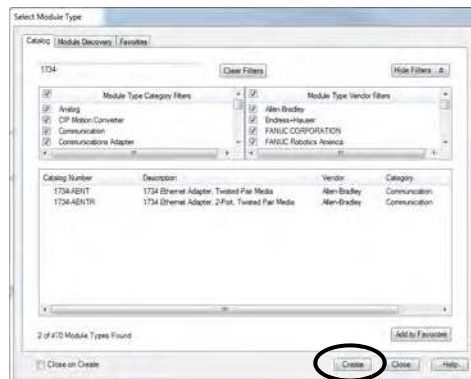 Select Module Type
Catalog Module Discovery Favorites
1734- Clear Filters Hide Filters
Module Type Category Filters Module Type Vendor Filters
Analog Allen-Bradley
CIP Motion Converter Endress+Hauser
Communication FANUC CORPORATION
Communications Adapter FANUC Robotics America
Catalog Number Description Vendor Category
1734-AENT 1734 Ethernet Adapter, Twisted-Pair Media Allen-Bradley Communication
1734-AENTR 1734 Ethernet Adapter, 2-Port, Twisted-Pair Media Allen-Bradley Communication
2 of 470 Module Types Found Add to Favorites
Close on Create Create Close Help